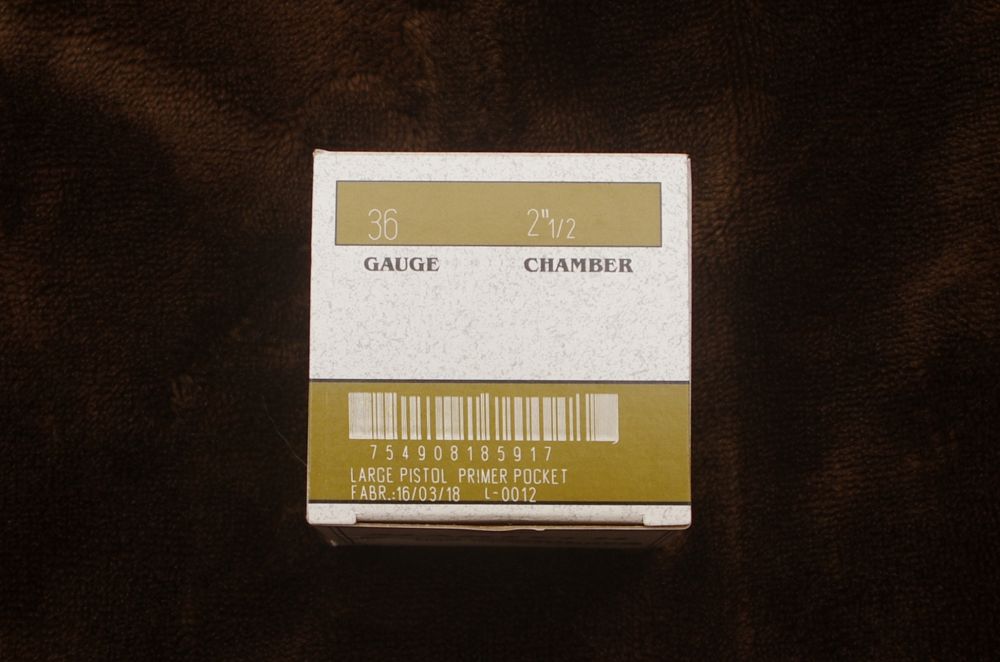 36 2"1/2
GAUGE CHAMBER
754908185917
LARGE PISTOL PRIMER POCKET
FABR.:16/03/18 L-0012